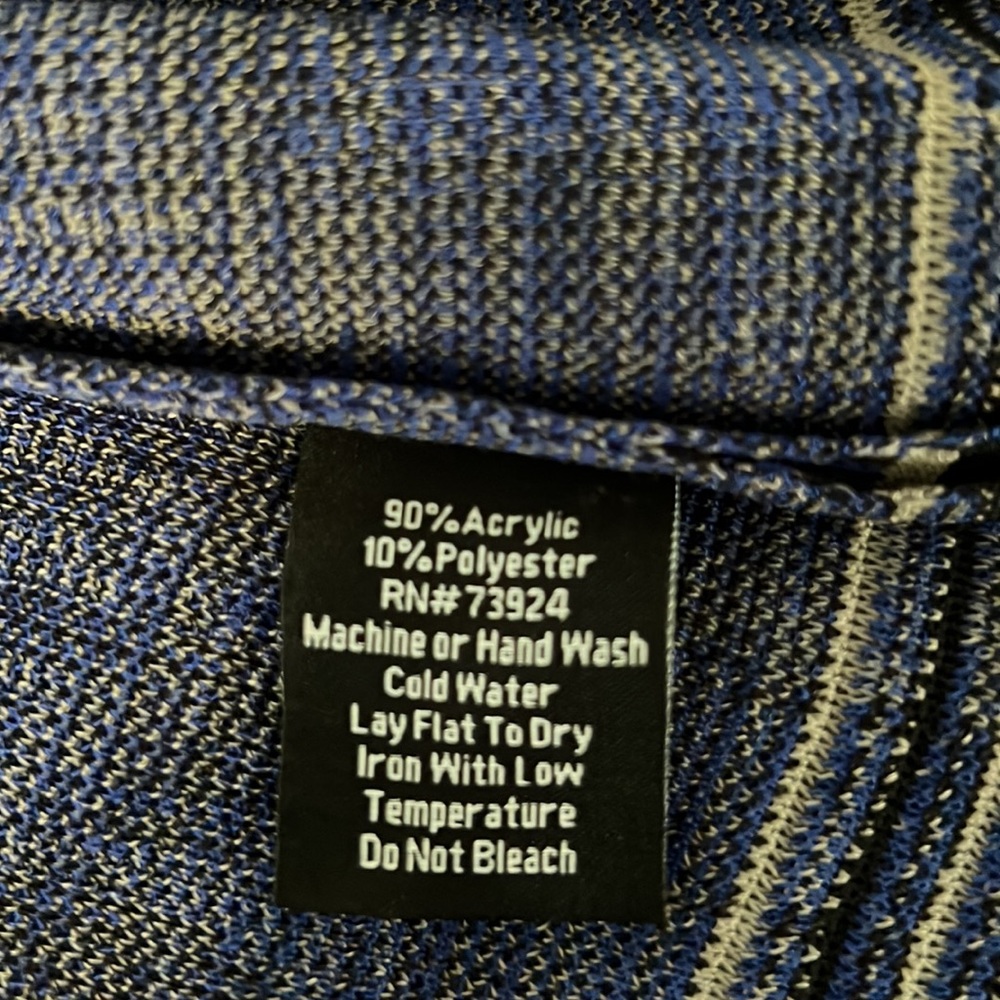 90%Acrylic
10%Polyester
RN#73924
Machine or Hand Wash
Cold Water
Lay Flat To Dry
Iron With Low
Temperature
Do Not Bleach